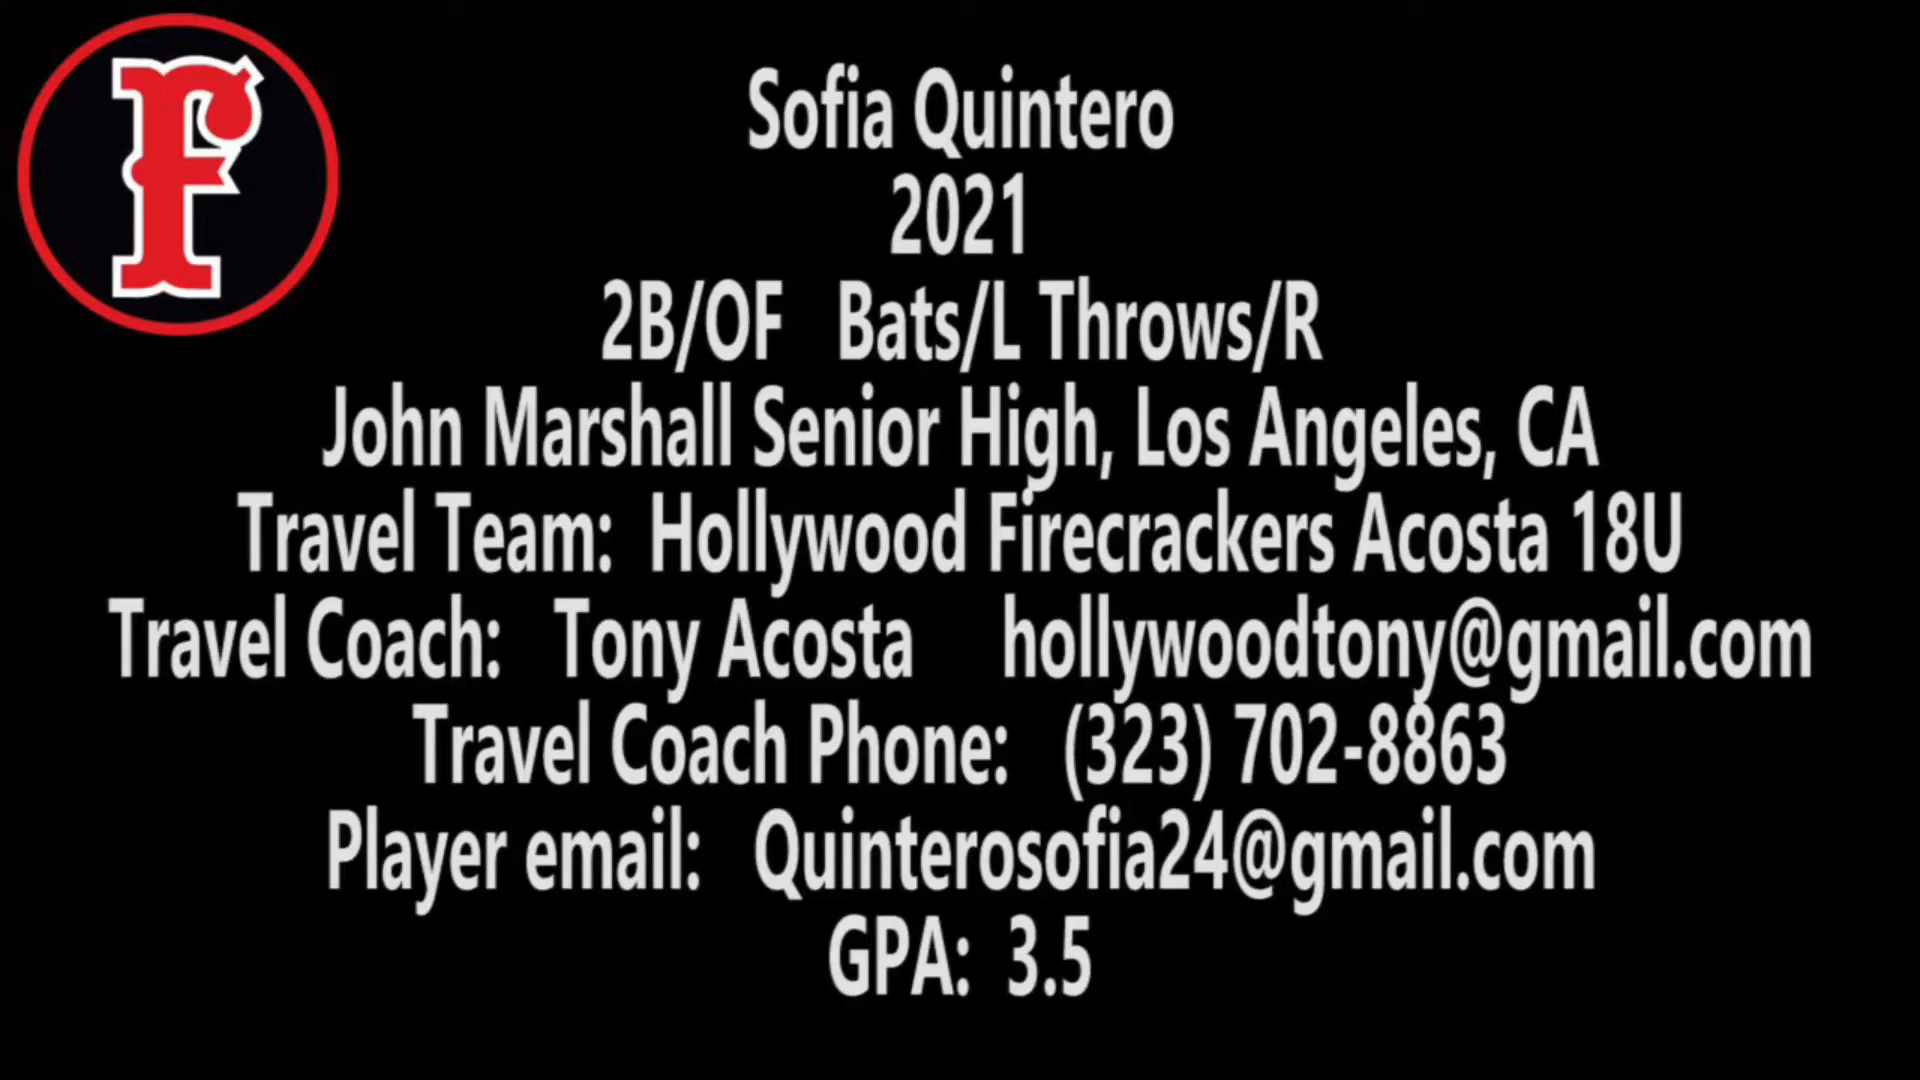 F
Sofia Quintero
2021
2B/OF Bats/L Throws/R
John Marshall Senior High, Los Angeles, CA
Travel Team: Hollywood Firecrackers Acosta 18U
Travel Coach: Tony Acosta hollywoodtony@gmail.com
Travel Coach Phone: (323) 702-8863
Player email: Quinterosofia24@gmail.com
GPA: 3.5